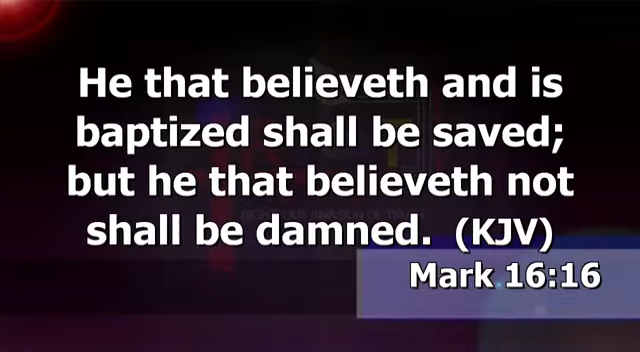 He that believeth and is
baptized shall be saved;
but he that believeth not
shall be damned. (KJV)
Mark 16:16